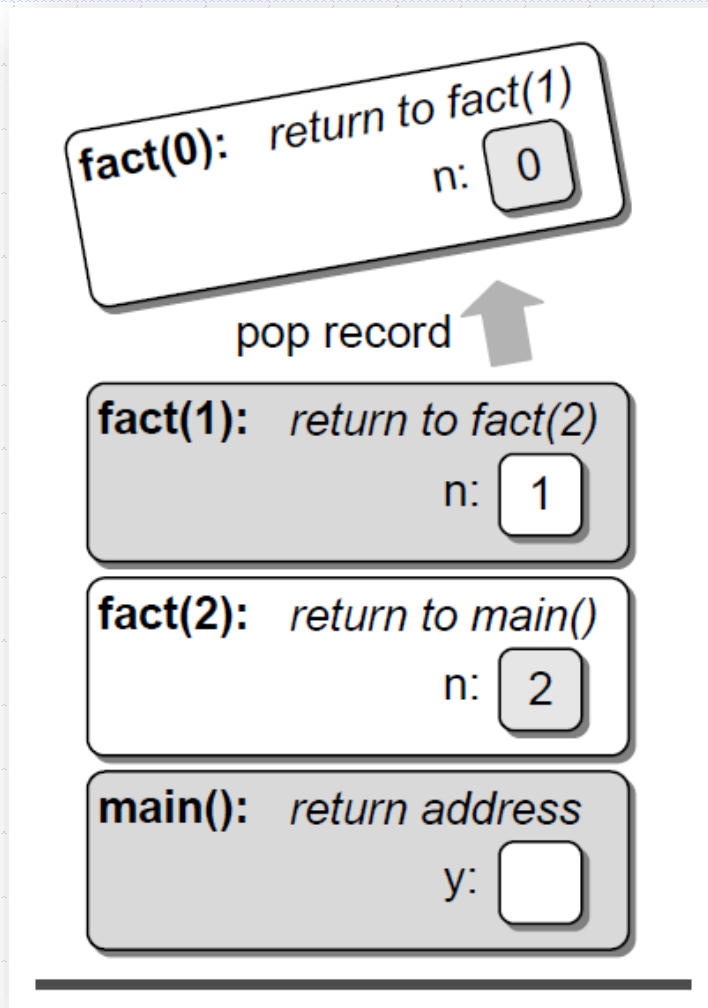 fact(0): return to fact(1)
n: 0
pop record
fact(1): return to fact(2)
n: 1
fact(2): return to main()
n: 2
main(): return address
y: